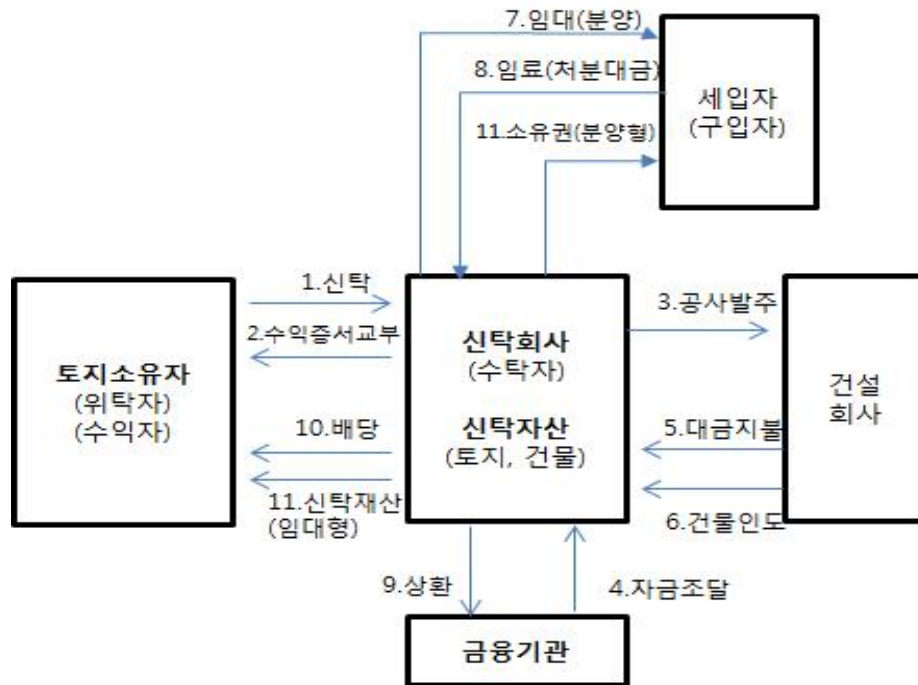 7.임대(분양)
8.임료(처분대금)
11.소유권(분양형)
세입자
(구입자)
1.신탁
2.수익증서교부
토지소유자
(위탁자)
(수익자)
10.배당
11.신탁재산
(임대형)
신탁회사
(수탁자)
신탁자산
(토지, 건물)
3.공사발주
5.대금지불
6.건물인도
건설
회사
9.상환
4.자금조달
금융기관